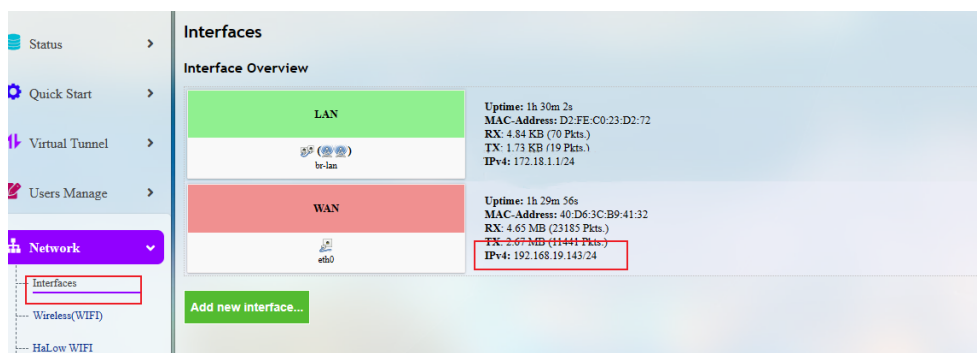 Status
Quick Start
Virtual Tunnel
Users Manage
Network
Interfaces
Wireless(WIFI)
HaLow WIFI
Interfaces
Interface Overview
LAN
br-lan
Uptime: 1h 30m 2s
MAC-Address: D2:FE:C0:23:D2:72
RX: 4.84 KB (70 Pkts.)
TX: 1.73 KB (19 Pkts.)
IPv4: 172.18.1.1/24
WAN
eth0
Uptime: 1h 29m 56s
MAC-Address: 40:D6:3C:B9:41:32
RX: 4.65 MB (23185 Pkts.)
TX: 2.67 MB (11441 Pkts.)
IPv4: 192.168.19.143/24
Add new interface...